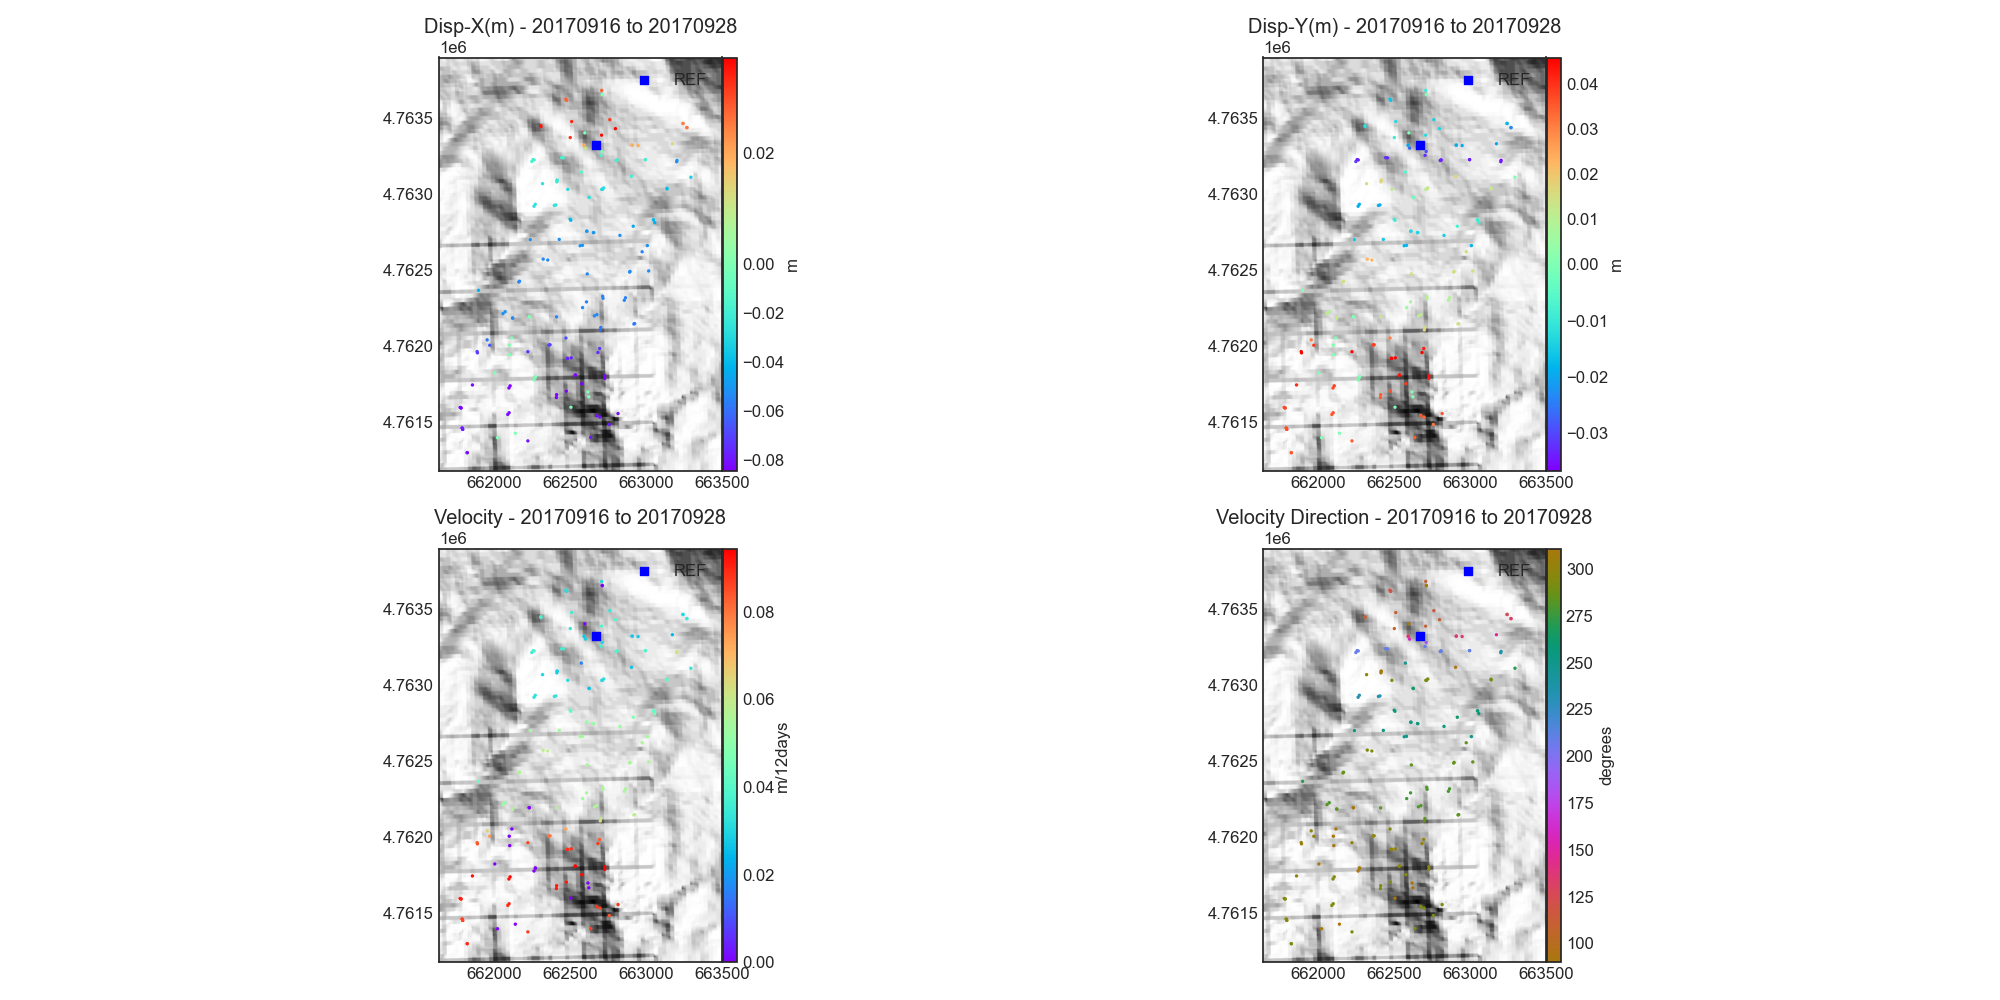 Disp-X(m) - 20170916 to 20170928
1e6
REF
4.7635
4.7630
4.7625
4.7620
4.7615
662000 662500 663000 663500
0.02
0.00
−0.02
−0.04
−0.06
−0.08
m
Disp-Y(m) - 20170916 to 20170928
1e6
REF
4.7635
4.7630
4.7625
4.7620
4.7615
662000 662500 663000 663500
0.04
0.03
0.02
0.01
0.00
−0.01
−0.02
−0.03
m
Velocity - 20170916 to 20170928
1e6
REF
4.7635
4.7630
4.7625
4.7620
4.7615
662000 662500 663000 663500
0.08
0.06
0.04
0.02
0.00
m/12days
Velocity Direction - 20170916 to 20170928
1e6
REF
4.7635
4.7630
4.7625
4.7620
4.7615
662000 662500 663000 663500
300
275
250
225
200
175
150
125
100
degrees